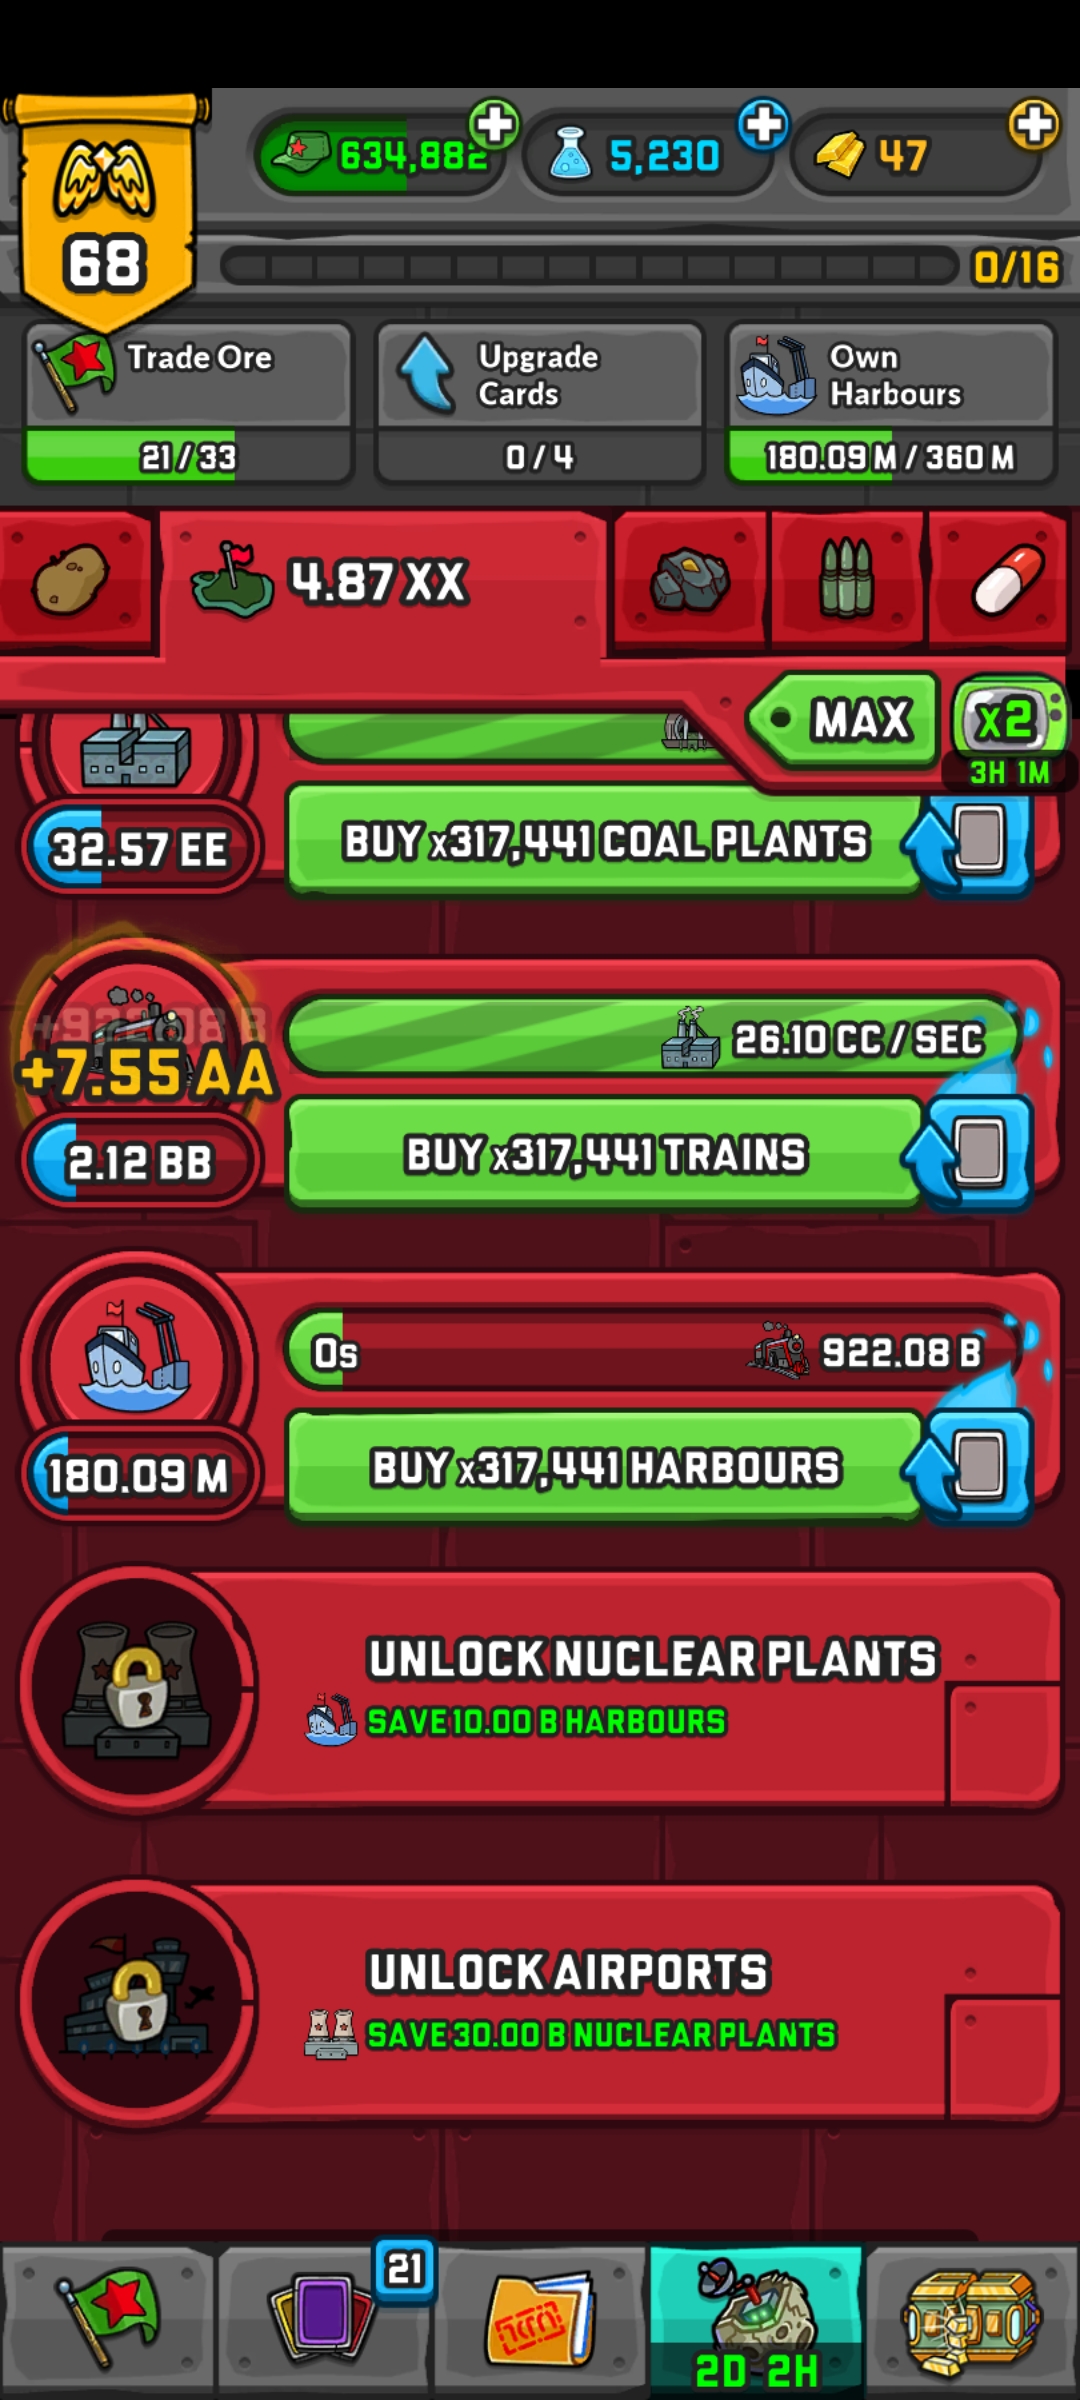 634,882
5,230
47
68
0/16
Trade Ore
21/33
Upgrade
Cards
0/4
Own
Harbours
180.09 M / 360 M
4.87 XX
MAX
x2
3H 1M
32.57 EE
BUY x317,441 COAL PLANTS
+922.08 B
+7.55 AA
26.10 CC / SEC
2.12 BB
BUY x317,441 TRAINS
0s
922.08 B
180.09 M
BUY x317,441 HARBOURS
UNLOCK NUCLEAR PLANTS
SAVE 10.00 B HARBOURS
UNLOCK AIRPORTS
SAVE 30.00 B NUCLEAR PLANTS
21
2D 2H